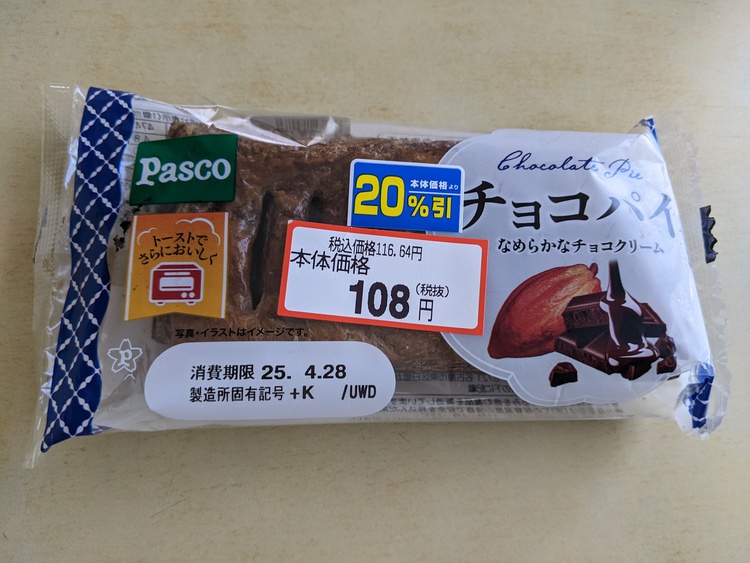 Pasco
トーストで
さらにおいしく
本体価格より
20%引
税込価格116.64円
本体価格
108(税抜)円
Chocolate Pie
チョコパイ
なめらかなチョコクリーム
写真・イラストはイメージです。
消費期限 25. 4.28
製造所固有記号 +K /UWD
P